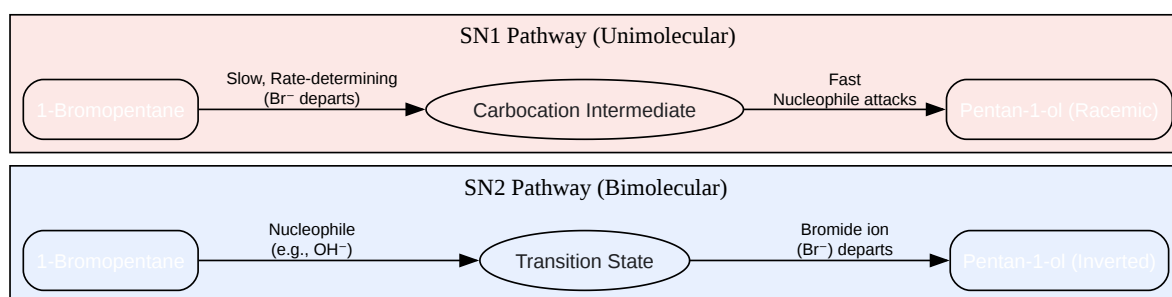 SN1 Pathway (Unimolecular)
1-Bromopentane
Slow, Rate-determining
(Br⁻ departs)
Carbocation Intermediate
Fast
Nucleophile attacks
Pentan-1-ol (Racemic)
SN2 Pathway (Bimolecular)
1-Bromopentane
Nucleophile
(e.g., OH⁻)
Transition State
Bromide ion
(Br⁻) departs
Pentan-1-ol (Inverted)